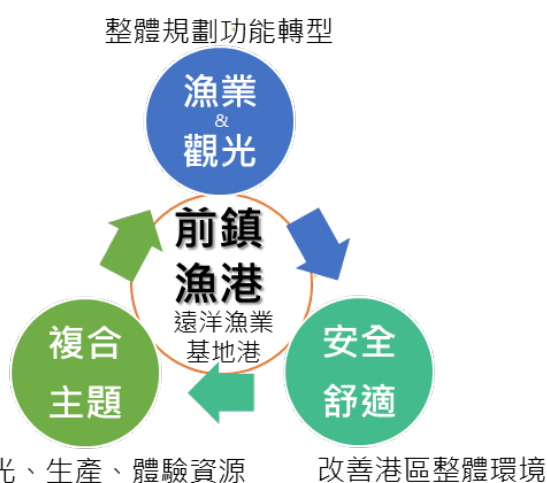 整體規劃功能轉型
漁業
&
觀光
前鎮
漁港
遠洋漁業
基地港
複合
主題
安全
舒適
光、生產、體驗資源
改善港區整體環境